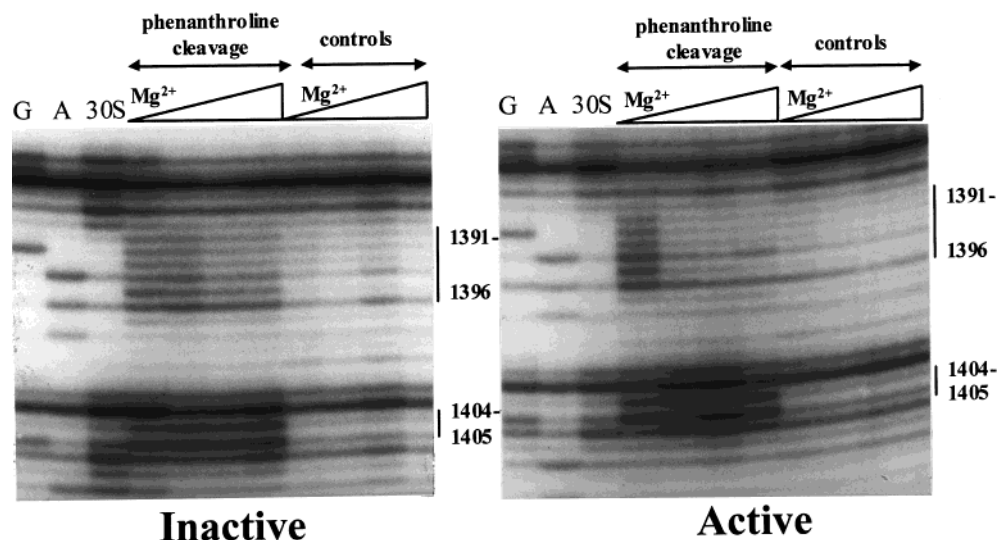 phenanthroline
cleavage
controls
G A 30S Mg2+ Mg2+
1391-
1396
1404-
1405
Inactive
phenanthroline
cleavage
controls
G A 30S Mg2+ Mg2+
1391-
1396
1404-
1405
Active